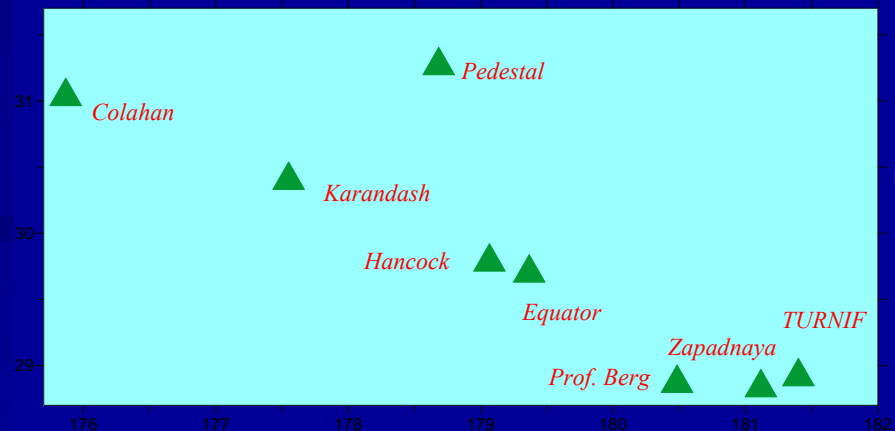 Pedestal
31
Colahan
Karandash
30
Hancock
Equator
TURNIF
Zapadnaya
29
Prof. Berg
176
177
178
179
180
181
182